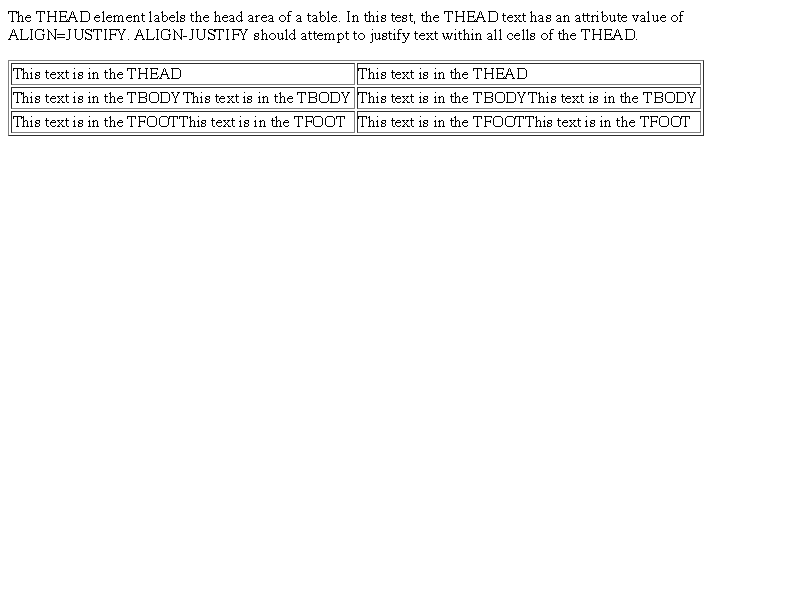 The THEAD element labels the head area of a table. In this test, the THEAD text has an attribute value of
ALIGN=JUSTIFY. ALIGN-JUSTIFY should attempt to justify text within all cells of the THEAD.
This text is in the THEAD This text is in the THEAD
This text is in the TBODY This text is in the TBODY This text is in the TBODY This text is in the TBODY
This text is in the TFOOTThis text is in the TFOOT This text is in the TFOOTThis text is in the TFOOT